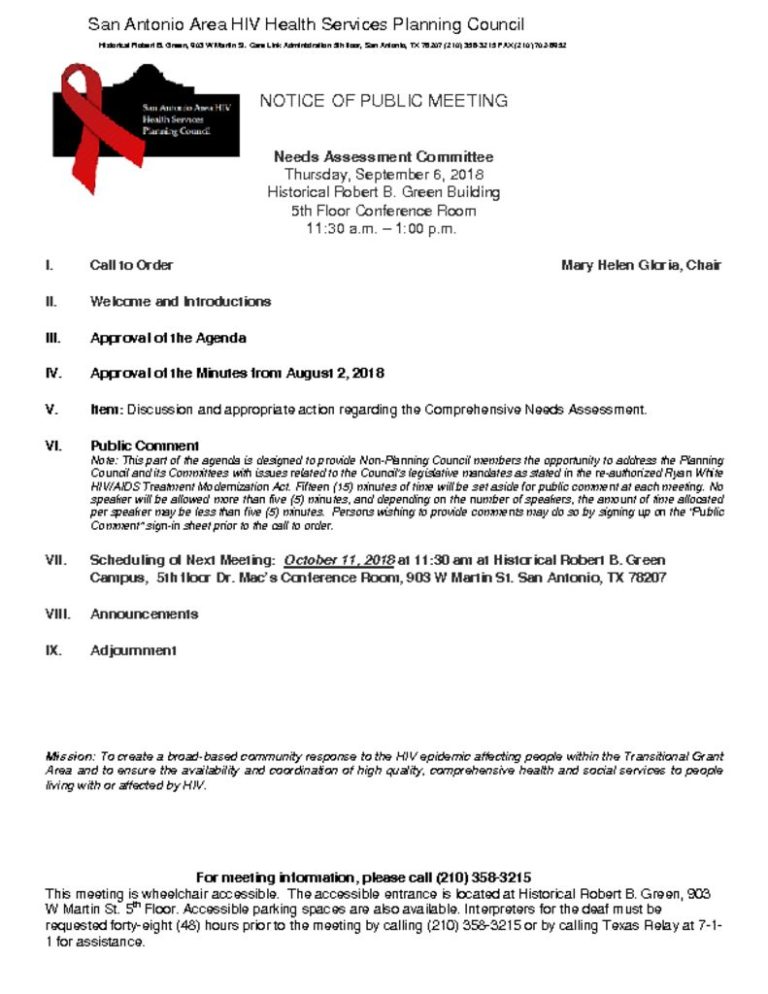 San Antonio Area HIV Health Services Planning Council
Historical Robert B. Green, 903 W Martin St. Care Link Administration 5th floor, San Antonio, TX 78207 (210) 358-3215 FAX (210) 702-6952
San Antonio Area HIV
Health Services
Planning Council
NOTICE OF PUBLIC MEETING
Needs Assessment Committee
Thursday, September 6, 2018
Historical Robert B. Green Building
5th Floor Conference Room
11:30 a.m. – 1:00 p.m.
I. Call to Order Mary Helen Gloria, Chair
II. Welcome and Introductions
III. Approval of the Agenda
IV. Approval of the Minutes from August 2, 2018
V. Item: Discussion and appropriate action regarding the Comprehensive Needs Assessment.
VI. Public Comment
Note: This part of the agenda is designed to provide Non-Planning Council members the opportunity to address the Planning
Council and its Committees with issues related to the Council's legislative mandates as stated in the re-authorized Ryan White
HIV/AIDS Treatment Modernization Act. Fifteen (15) minutes of time will be set aside for public comment at each meeting. No
speaker will be allowed more than five (5) minutes, and depending on the number of speakers, the amount of time allocated
per speaker may be less than five (5) minutes. Persons wishing to provide comments may do so by signing up on the "Public
Comment" sign-in sheet prior to the call to order.
VII. Scheduling of Next Meeting: October 11, 2018 at 11:30 am at Historical Robert B. Green
Campus, 5th floor Dr. Mac's Conference Room, 903 W Martin St. San Antonio, TX 78207
VIII. Announcements
IX. Adjournment
Mission: To create a broad-based community response to the HIV epidemic affecting people within the Transitional Grant
Area and to ensure the availability and coordination of high quality, comprehensive health and social services to people
living with or affected by HIV.
For meeting information, please call (210) 358-3215
This meeting is wheelchair accessible. The accessible entrance is located at Historical Robert B. Green, 903
W Martin St. 5th Floor. Accessible parking spaces are also available. Interpreters for the deaf must be
requested forty-eight (48) hours prior to the meeting by calling (210) 358-3215 or by calling Texas Relay at 7-1-
1 for assistance.